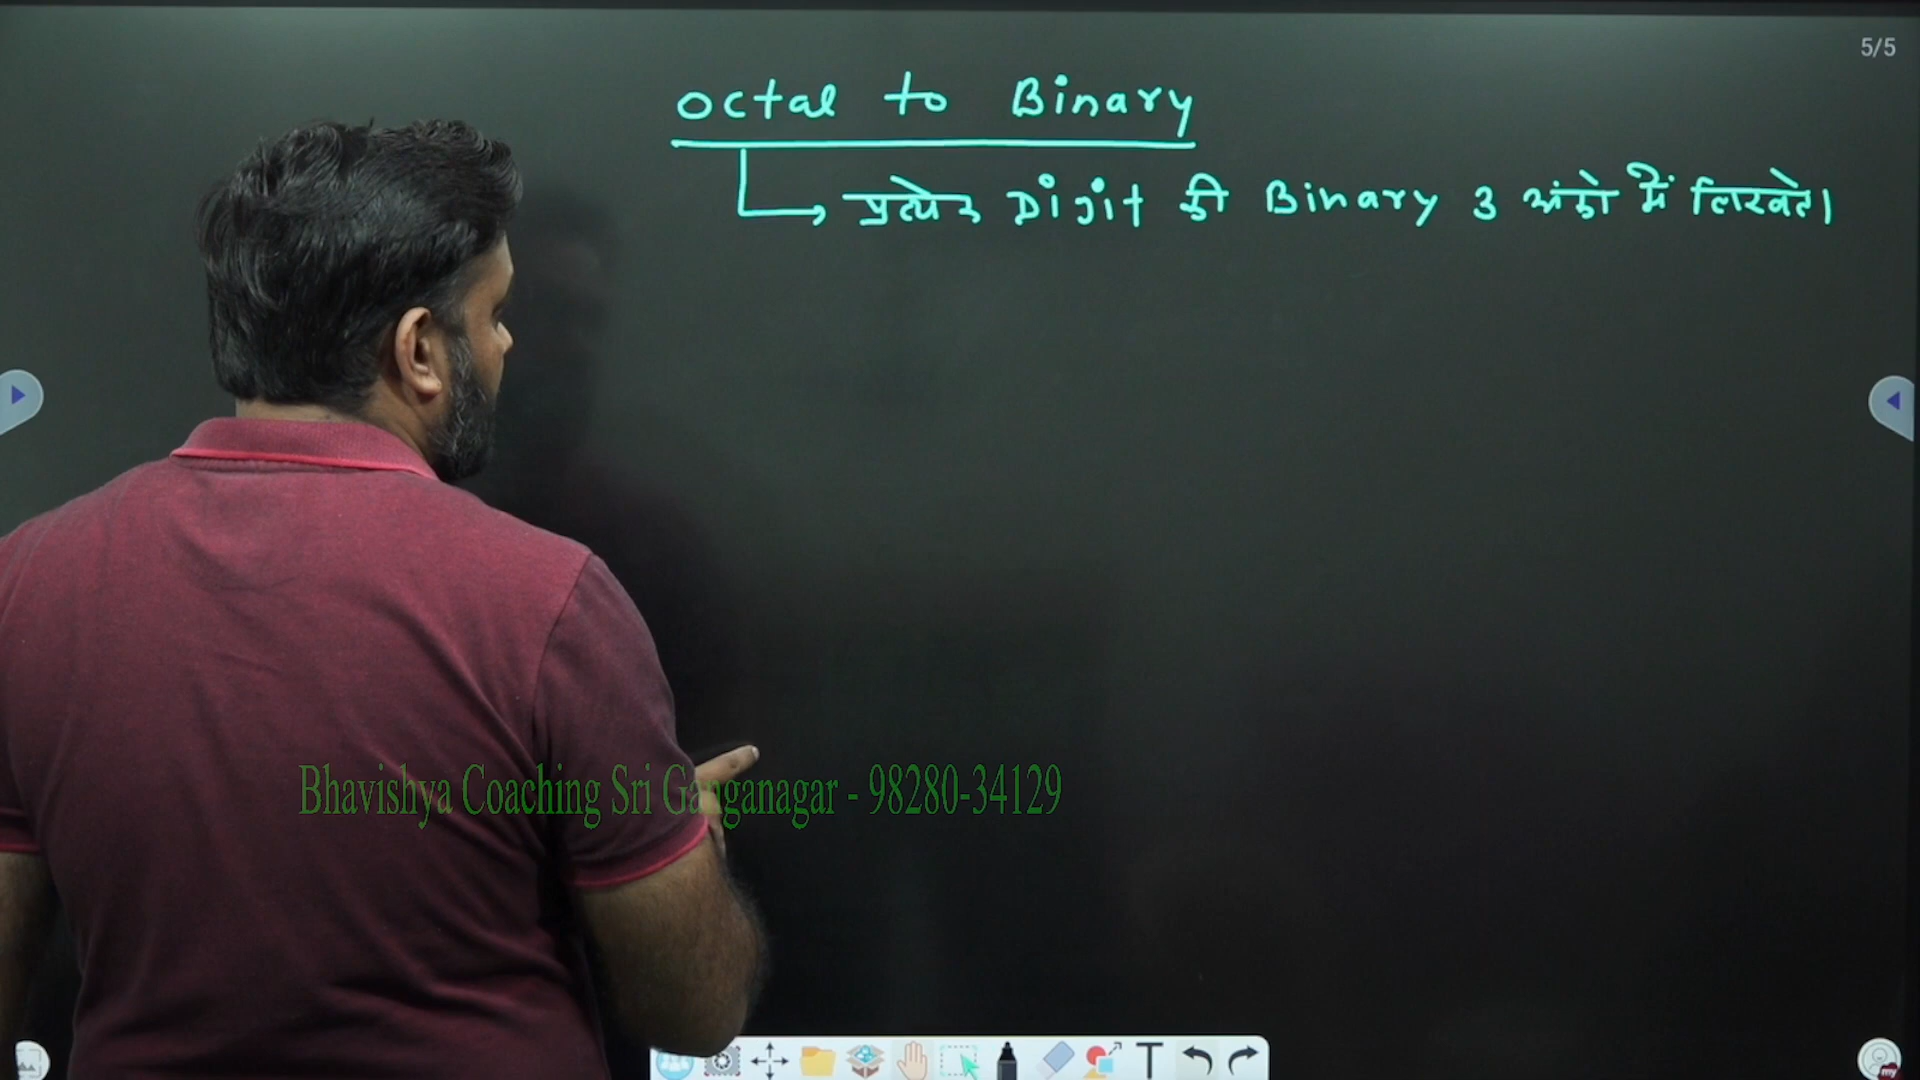 5/5
Octal to Binary
प्रत्येक Digit की Binary 3 अंको में लिखते।
Bhavishya Coaching Sri Ganganagar - 98280-34129
T